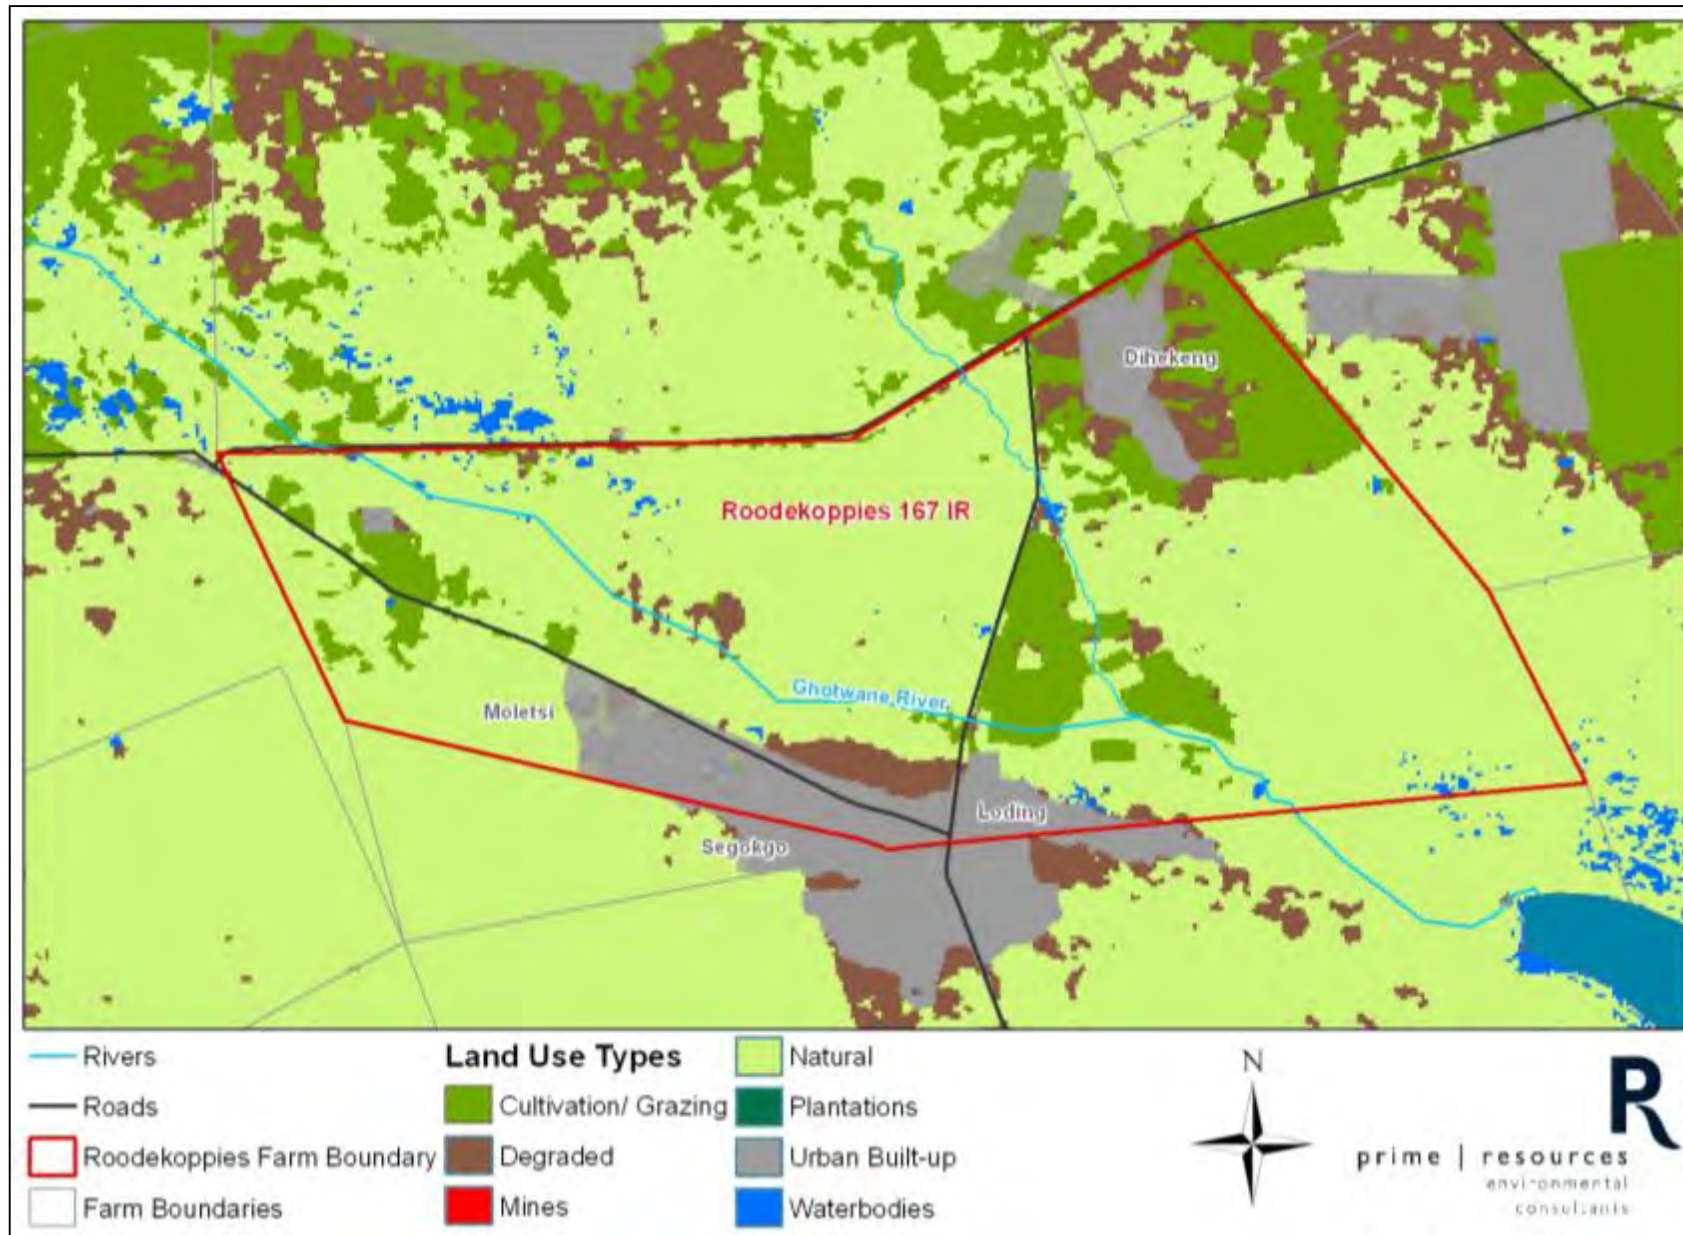 Dihekeng
Roodekoppies 167 IR
Ghotwane River
Moletsi
Loding
Segokgo
Rivers
Roads
Roodekoppies Farm Boundary
Farm Boundaries
Land Use Types
Cultivation/ Grazing
Degraded
Mines
Natural
Plantations
Urban Built-up
Waterbodies
N
R
prime | resources
environmental
consultants